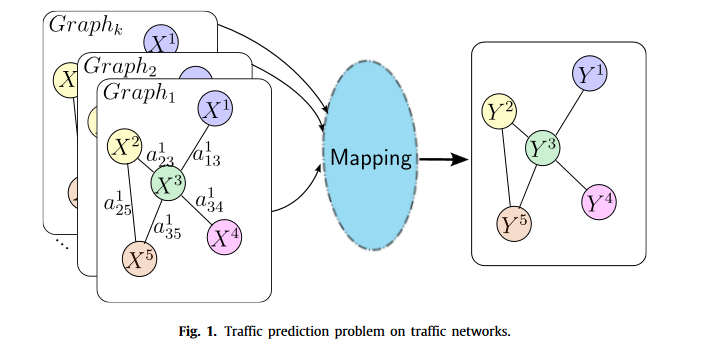 Graph_k
X^1
X
Graph_2
Graph_1
X^1
X^2
a^1_{23}
a^1_{13}
X^3
a^1_{25}
a^1_{34}
a^1_{35}
X^4
X^5
...
Mapping
Y^1
Y^2
Y^3
Y^4
Y^5
Fig. 1. Traffic prediction problem on traffic networks.